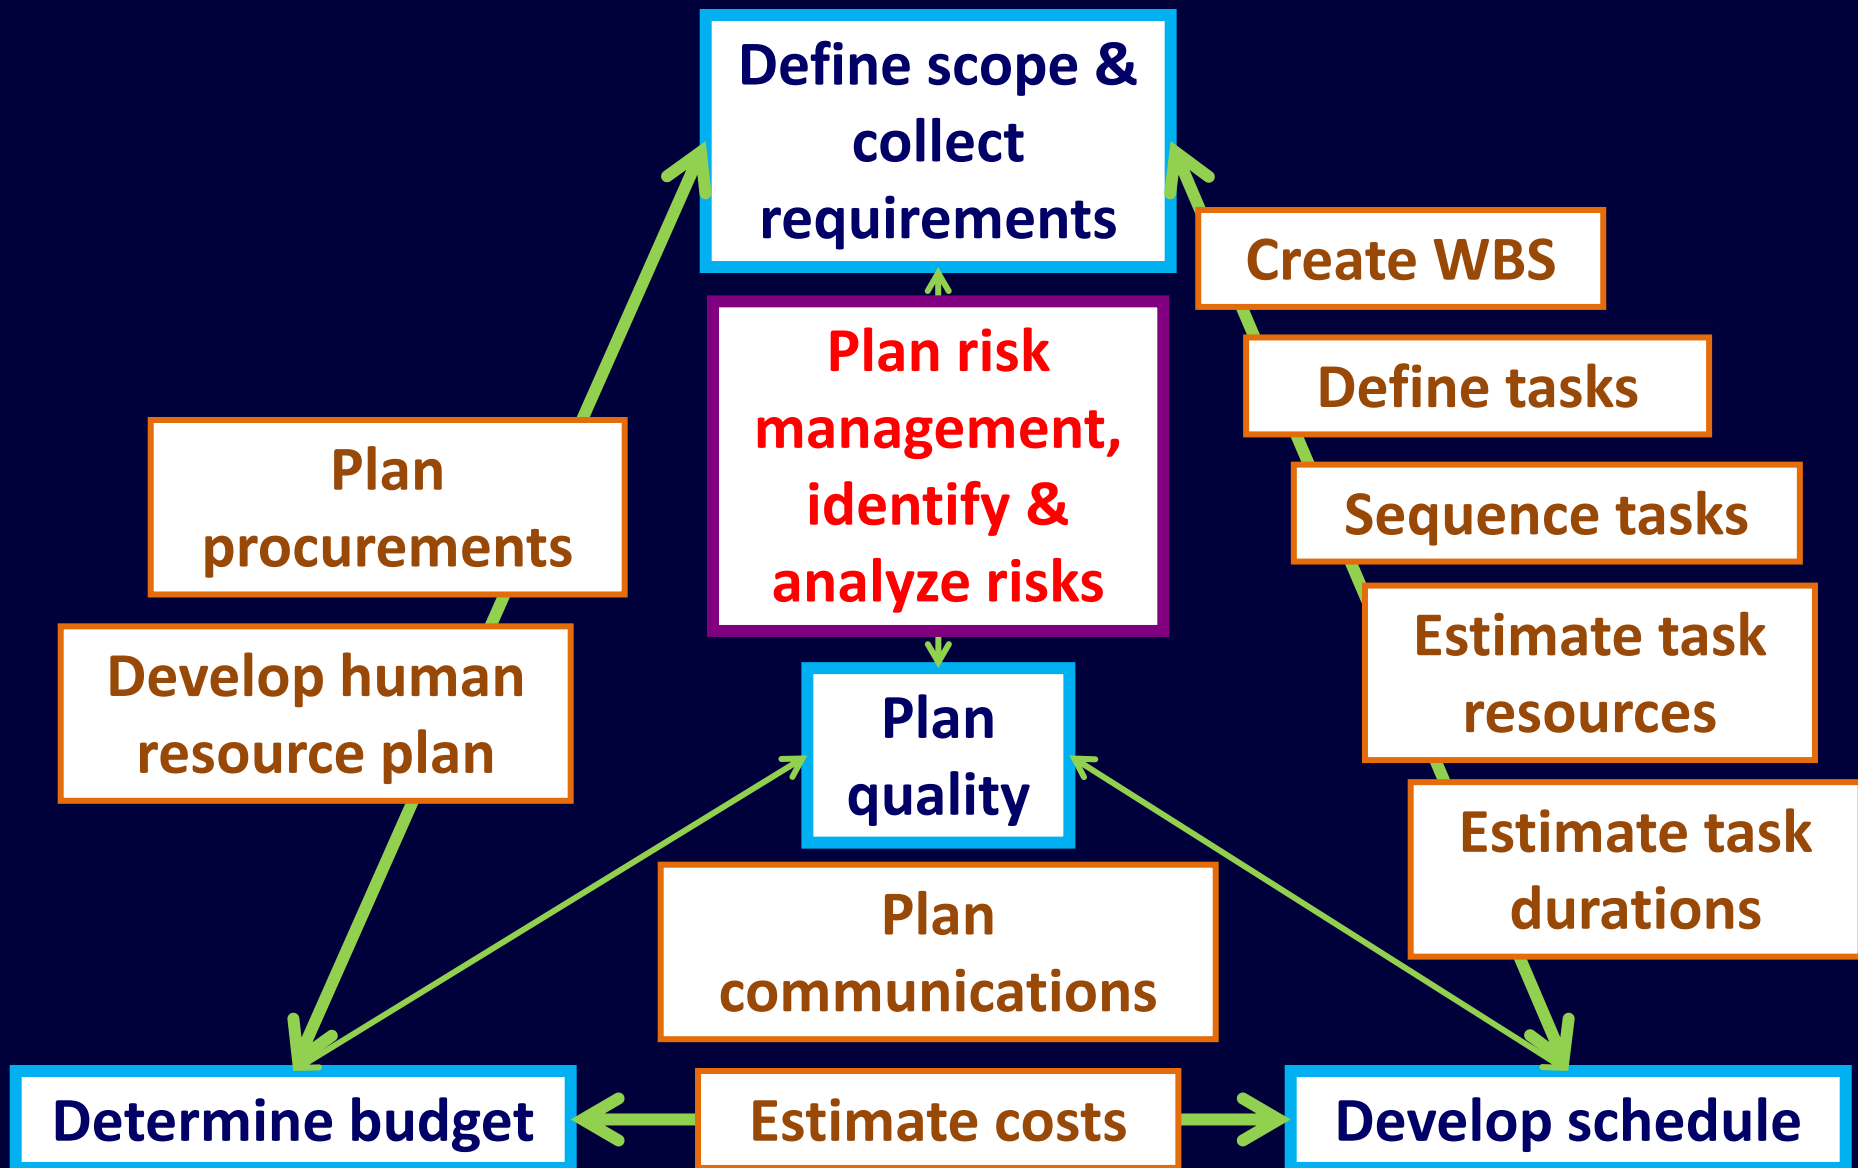 Define scope &
collect
requirements
Create WBS
Plan risk
management,
identify &
analyze risks
Define tasks
Plan
procurements
Sequence tasks
Estimate task
resources
Develop human
resource plan
Plan
quality
Estimate task
durations
Plan
communications
Determine budget
Estimate costs
Develop schedule